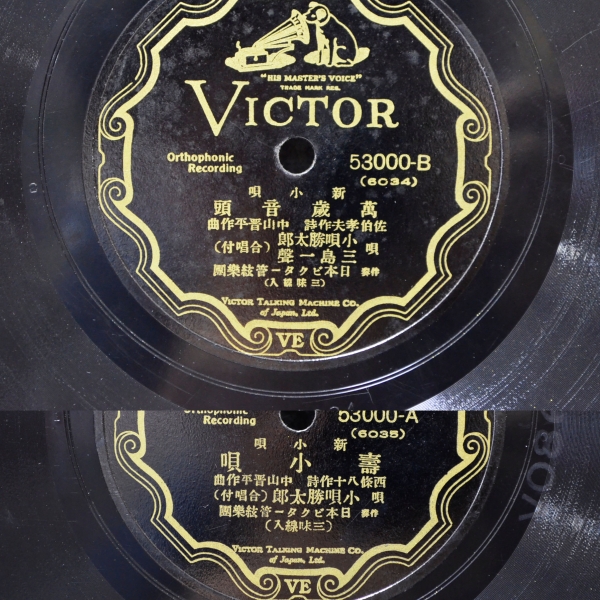 "HIS MASTER'S VOICE"
TRADE MARK REG.
VICTOR
Orthophonic Recording
53000-B
(6034)
新小唄
萬歲音頭
佐伯孝夫作詩 中山晋平作曲
唄 小唄勝太郎 (合唱付)
三島一聲
伴奏 日本ビクター管絃樂團
(三味線入)
VICTOR TALKING MACHINE CO.
of Japan, Ltd.
VE
Orthophonic Recording
53000-A
(6035)
新小唄
壽小唄
西條八十作詩 中山晋平作曲
唄 小唄勝太郎 (合唱付)
伴奏 日本ビクター管絃樂團
(三味線入)
VICTOR TALKING MACHINE CO.
of Japan, Ltd.
VE